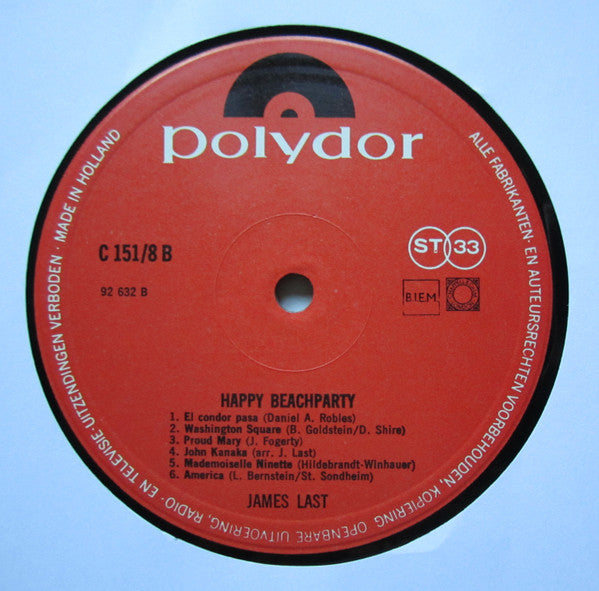 polydor
C 151/8 B
92 632 B
ST 33
B.I.E.M.
HAPPY BEACHPARTY
1. El condor pasa (Daniel A. Robles)
2. Washington Square (B. Goldstein/D. Shire)
3. Proud Mary (J. Fogerty)
4. John Kanaka (arr. J. Last)
5. Mademoiselle Ninette (Hildebrandt-Winhauer)
6. America (L. Bernstein/St. Sondheim)
JAMES LAST
ALLE FABRIKANTEN- EN AUTEURSRECHTEN VOORBEHOUDEN, KOPIERING, OPENBARE UITVOERING, RADIO- EN TELEVISIE-UITZENDINGEN VERBODEN · MADE IN HOLLAND